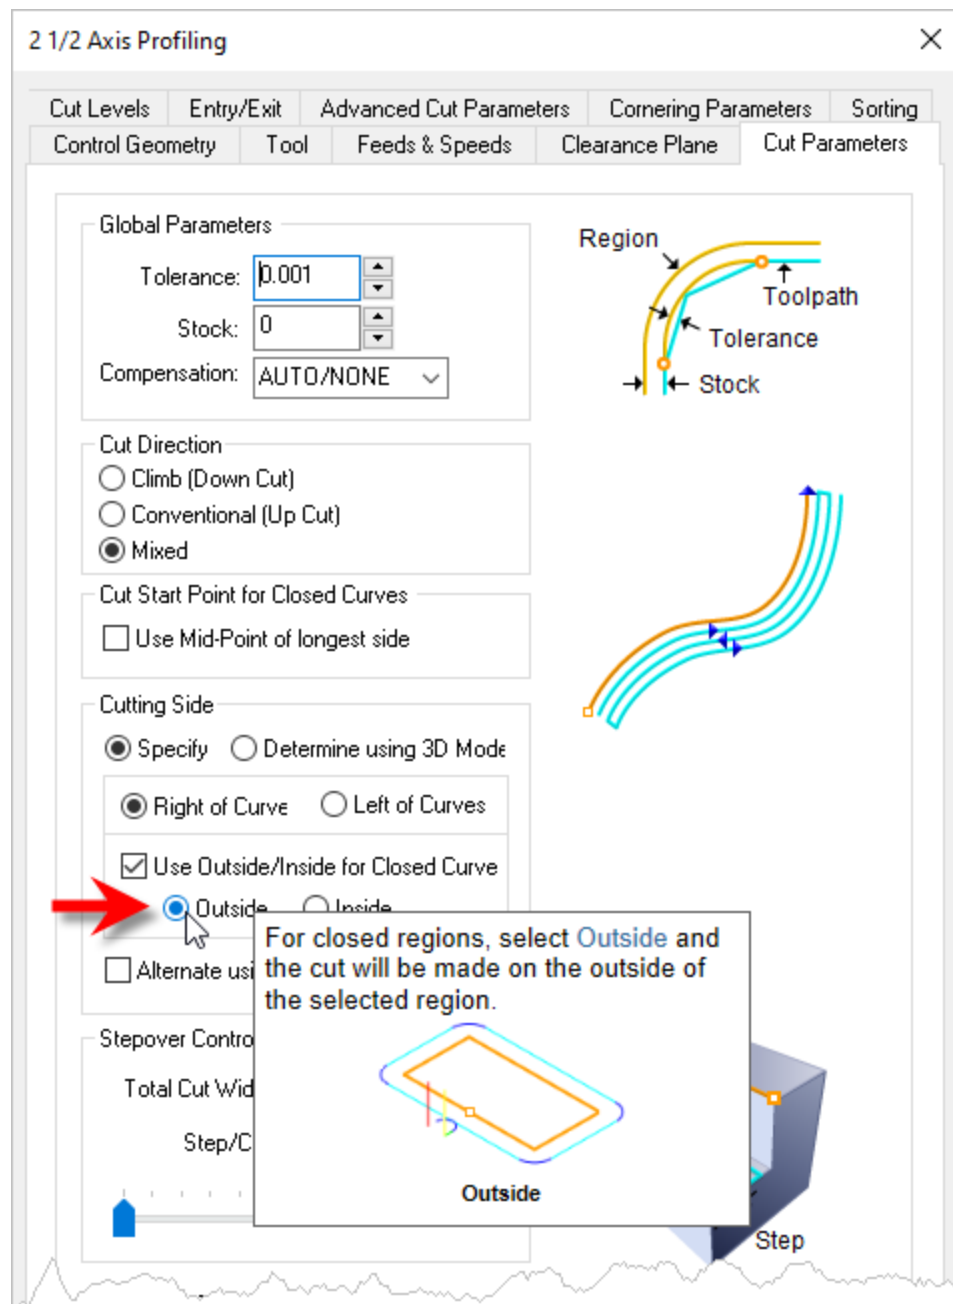 2 1/2 Axis Profiling
Cut Levels Entry/Exit Advanced Cut Parameters Cornering Parameters Sorting
Control Geometry Tool Feeds & Speeds Clearance Plane Cut Parameters
Global Parameters
Tolerance: 0.001
Stock: 0
Compensation: AUTO/NONE
Region
Toolpath
Tolerance
Stock
Cut Direction
Climb (Down Cut)
Conventional (Up Cut)
Mixed
Cut Start Point for Closed Curves
Use Mid-Point of longest side
Cutting Side
Specify Determine using 3D Mode
Right of Curve Left of Curves
Use Outside/Inside for Closed Curve
Outside Inside
For closed regions, select Outside and
the cut will be made on the outside of
the selected region.
Outside
Alternate usi
Stepover Contro
Total Cut Wid
Step/C
Step